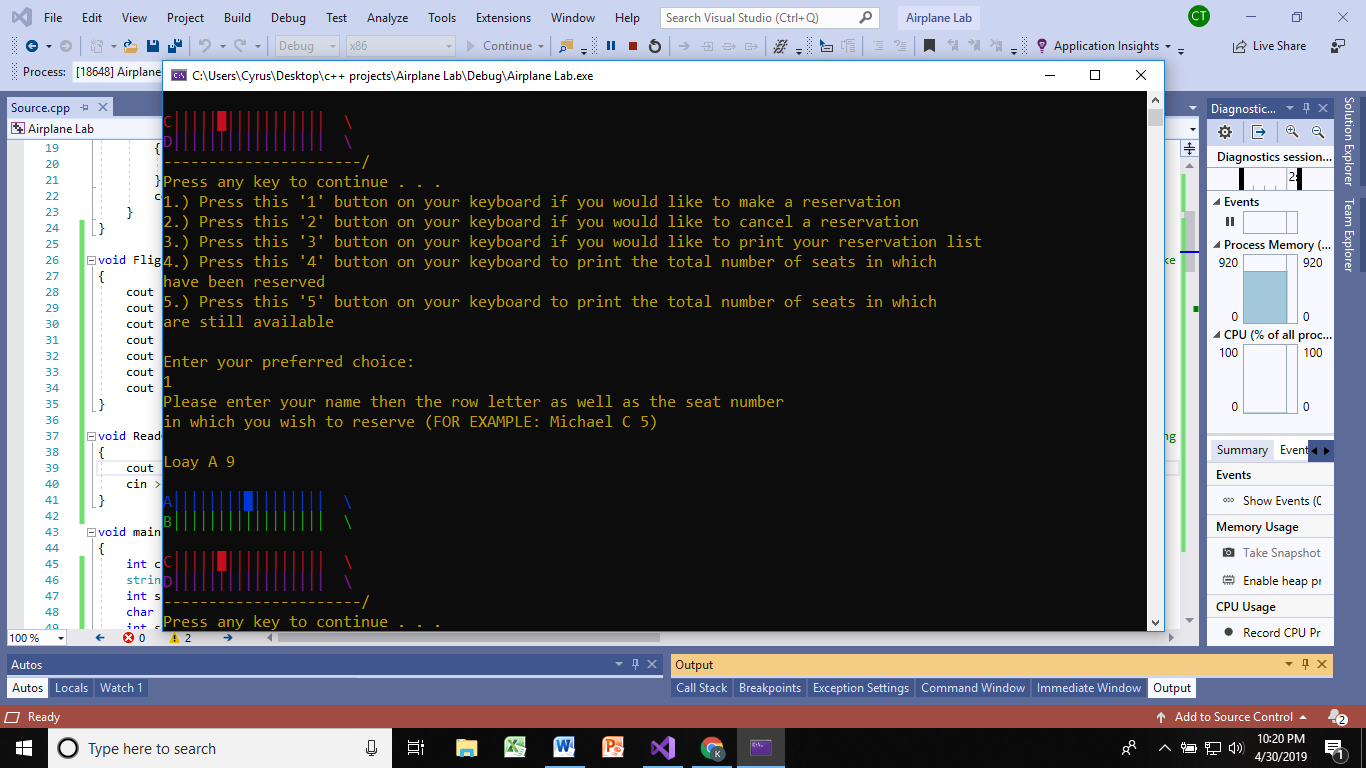 File Edit View Project Build Debug Test Analyze Tools Extensions Window Help Search Visual Studio (Ctrl+Q) Airplane Lab CT
Debug x86 Continue Application Insights Live Share
Process: [18648] Airplane
C:\Users\Cyrus\Desktop\c++ projects\Airplane Lab\Debug\Airplane Lab.exe
Source.cpp
Airplane Lab
19 {
20
21 }
22 c
23 }
24 }
25
26 void Flig
27 {
28 cout
29 cout
30 cout
31 cout
32 cout
33 cout
34 cout
35 }
36
37 void Read
38 {
39 cout
40 cin >
41 }
42
43 void main
44 {
45 int c
46 strin
47 int s
48 char
49 int s
100 % 0 2
C||||| ||||||||||| \
D||||||||||||||||| \
----------------------/
Press any key to continue . . .
1.) Press this '1' button on your keyboard if you would like to make a reservation
2.) Press this '2' button on your keyboard if you would like to cancel a reservation
3.) Press this '3' button on your keyboard if you would like to print your reservation list
4.) Press this '4' button on your keyboard to print the total number of seats in which
have been reserved
5.) Press this '5' button on your keyboard to print the total number of seats in which
are still available
Enter your preferred choice:
1
Please enter your name then the row letter as well as the seat number
in which you wish to reserve (FOR EXAMPLE: Michael C 5)
Loay A 9
A|||||||| |||||||| \
B||||||||||||||||| \
C||||| ||||||||||| \
D||||||||||||||||| \
----------------------/
Press any key to continue . . .
ke
ng
Diagnostic...
Diagnostics session...
2:
Events
Process Memory (...
920 920
0 0
CPU (% of all proc...
100 100
0 0
Summary Event
Events
Show Events (0
Memory Usage
Take Snapshot
Enable heap pr
CPU Usage
Record CPU Pr
Solution Explorer
Team Explorer
Autos
Autos Locals Watch 1
Output
Call Stack Breakpoints Exception Settings Command Window Immediate Window Output
Ready Add to Source Control 2
Type here to search
K
10:20 PM
4/30/2019
1